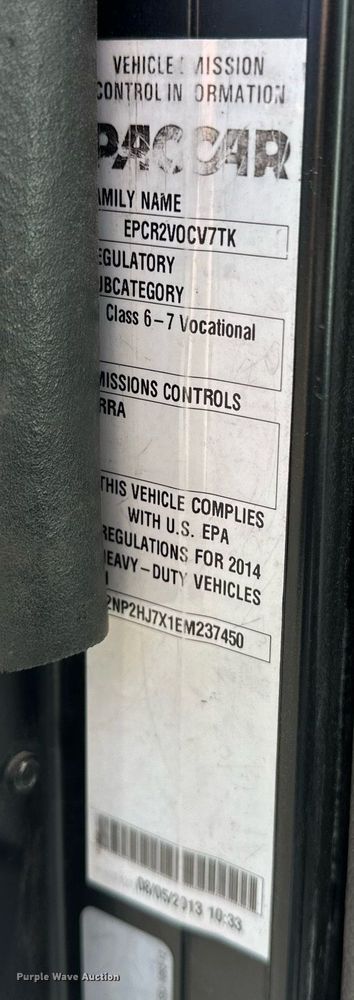 VEHICLE MISSION
CONTROL IN ORMATION
PACCAR
AMILY NAME
EPCR2VOCV7TK
EGULATORY
UBCATEGORY
Class 6-7 Vocational
MISSIONS CONTROLS
RRA
THIS VEHICLE COMPLIES
WITH U.S. EPA
REGULATIONS FOR 2014
HEAVY-DUTY VEHICLES
2NP2HJ7X1EM237450
08/05/2013 10:33
Purple Wave Auction